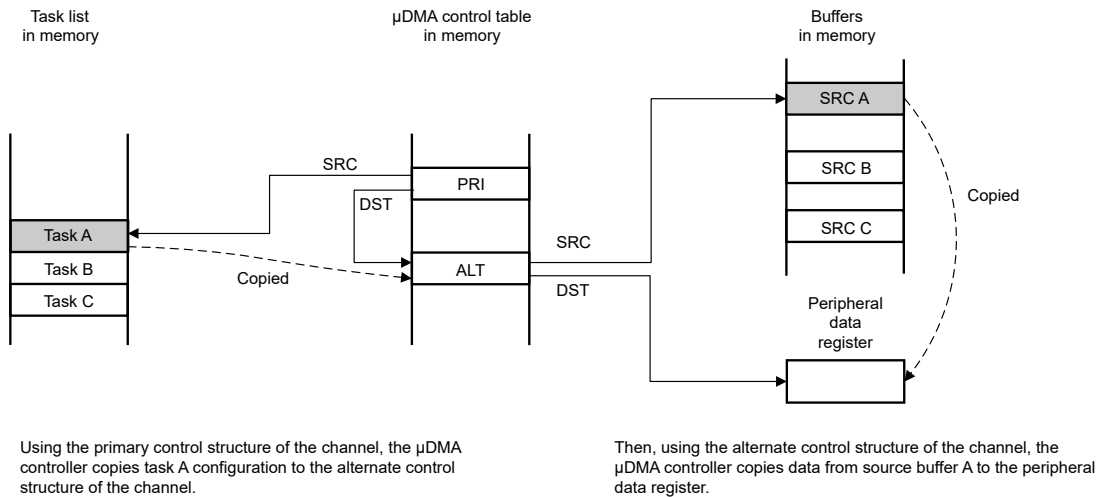 Task list
in memory
µDMA control table
in memory
Buffers
in memory
SRC A
SRC
PRI
SRC B
DST
Copied
SRC C
Task A
SRC
Task B
Copied
ALT
DST
Task C
Peripheral
data
register
Using the primary control structure of the channel, the µDMA
controller copies task A configuration to the alternate control
structure of the channel.
Then, using the alternate control structure of the channel, the
µDMA controller copies data from source buffer A to the peripheral
data register.